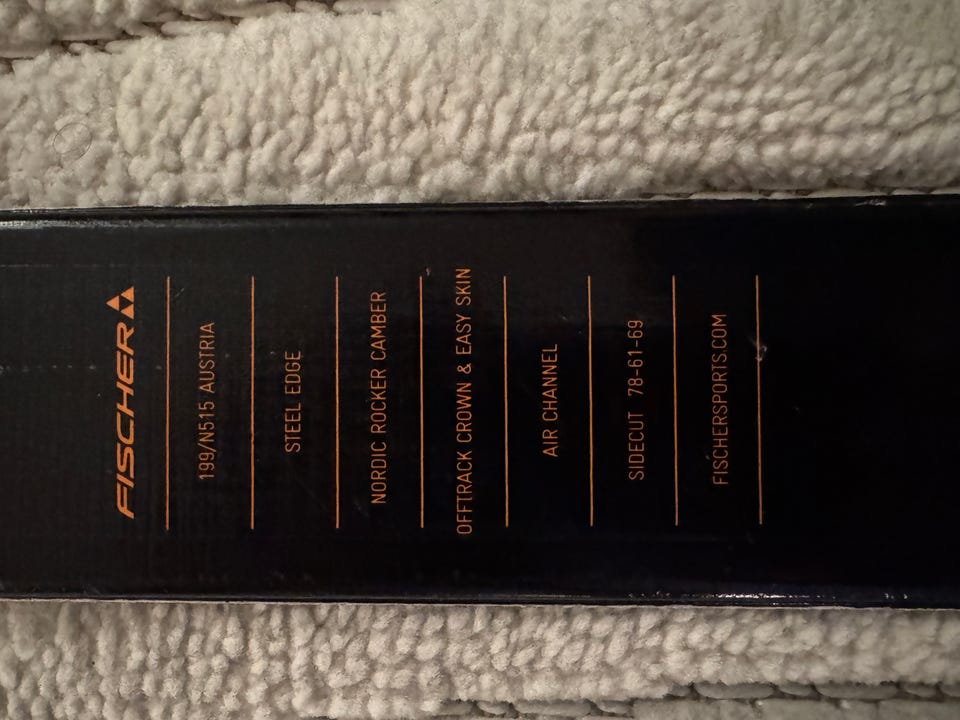 FISCHER
199/N515 AUSTRIA
STEEL EDGE
NORDIC ROCKER CAMBER
OFFTRACK CROWN & EASY SKIN
AIR CHANNEL
SIDECUT 78-61-69
FISCHERSPORTS.COM